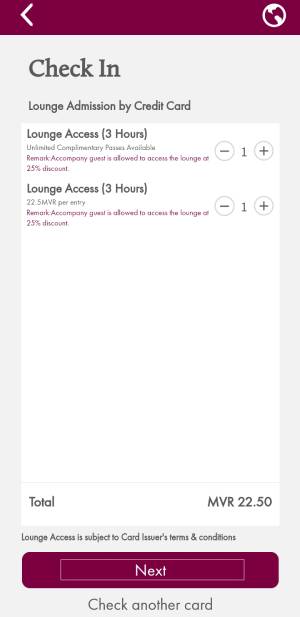 Check In
Lounge Admission by Credit Card
Lounge Access (3 Hours)
Unlimited Complimentary Passes Available
Remark:Accompany guest is allowed to access the lounge at
25% discount.
1
Lounge Access (3 Hours)
22.5MVR per entry
Remark:Accompany guest is allowed to access the lounge at
25% discount.
1
Total MVR 22.50
Lounge Access is subject to Card Issuer's terms & conditions
Next
Check another card